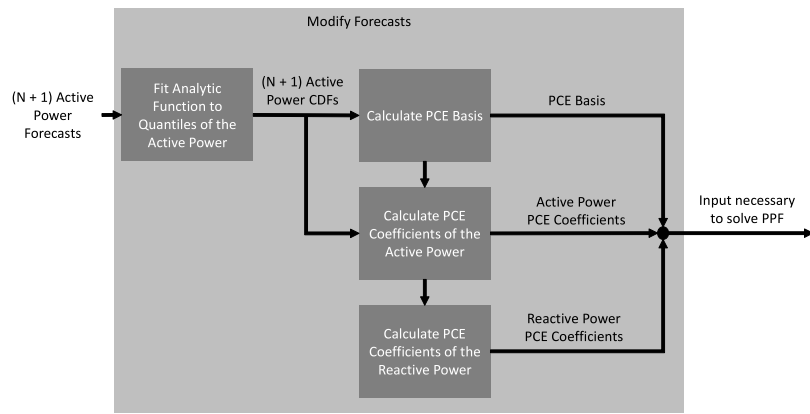 Modify Forecasts
(N + 1) Active
Power
Forecasts
Fit Analytic
Function to
Quantiles of the
Active Power
(N + 1) Active
Power CDFs
Calculate PCE Basis
PCE Basis
Calculate PCE
Coefficients of the
Active Power
Active Power
PCE Coefficients
Input necessary
to solve PPF
Calculate PCE
Coefficients of the
Reactive Power
Reactive Power
PCE Coefficients